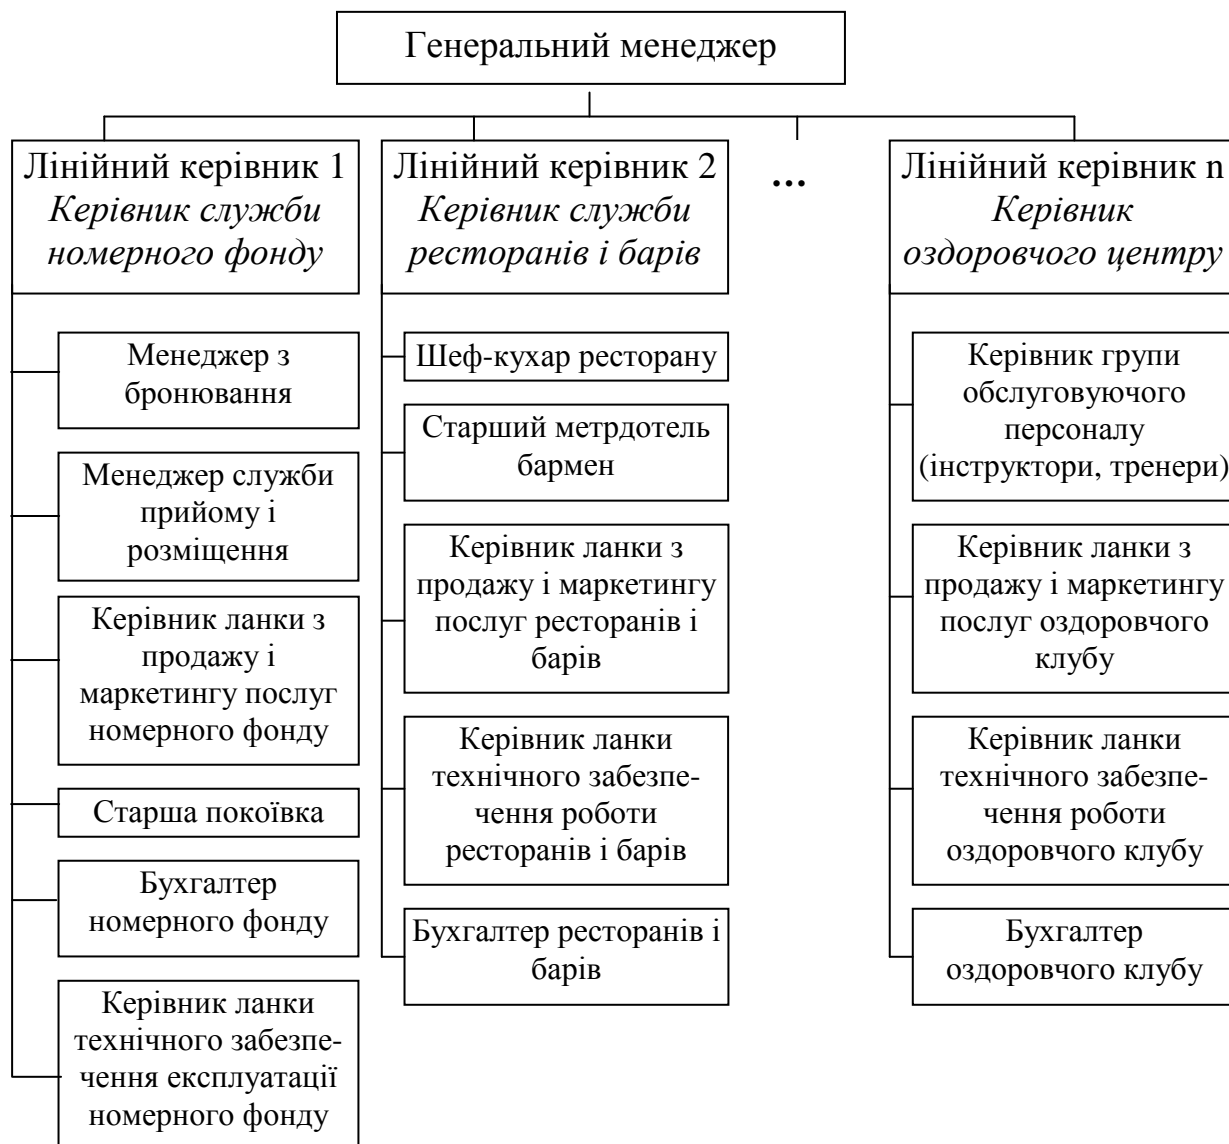 Генеральний менеджер
Лінійний керівник 1
Керівник служби
номерного фонду
Менеджер з
бронювання
Менеджер служби
прийому і
розміщення
Керівник ланки з
продажу і
маркетингу послуг
номерного фонду
Старша покоївка
Бухгалтер
номерного фонду
Керівник ланки
технічного забезпе-
чення експлуатації
номерного фонду
Лінійний керівник 2
Керівник служби
ресторанів і барів
Шеф-кухар ресторану
Старший метрдотель
бармен
Керівник ланки з
продажу і маркетингу
послуг ресторанів і
барів
Керівник ланки
технічного забезпе-
чення роботи
ресторанів і барів
Бухгалтер ресторанів і
барів
...
Лінійний керівник n
Керівник
оздоровчого центру
Керівник групи
обслуговуючого
персоналу
(інструктори, тренери)
Керівник ланки з
продажу і маркетингу
послуг оздоровчого
клубу
Керівник ланки
технічного забезпе-
чення роботи
оздоровчого клубу
Бухгалтер
оздоровчого клубу